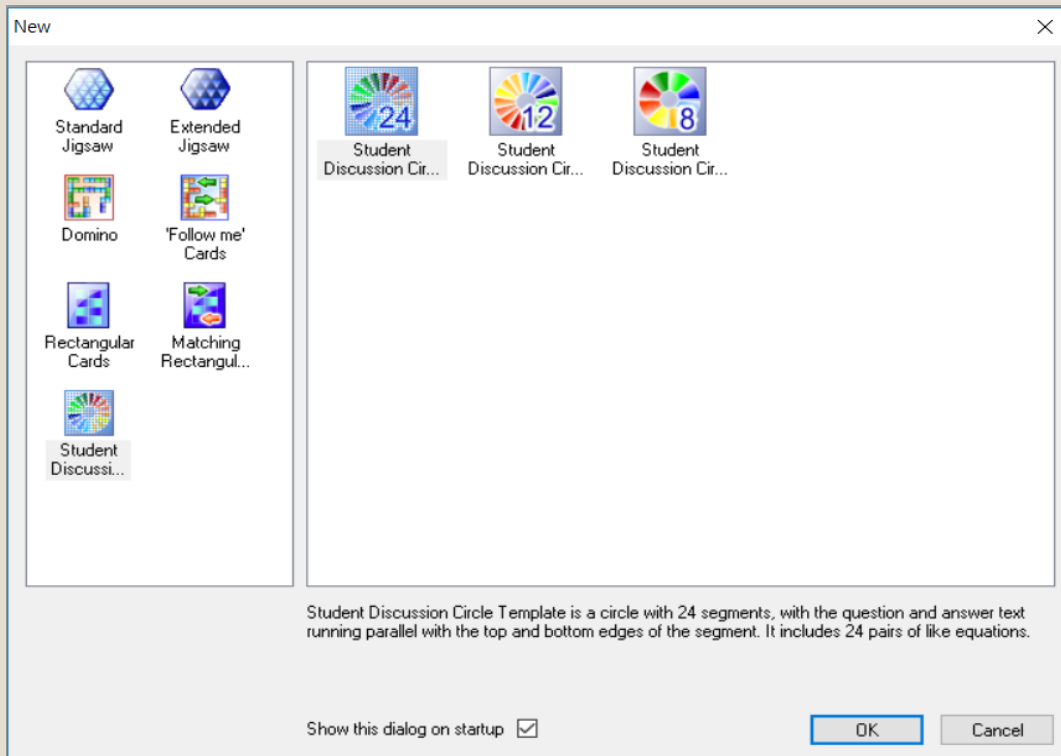 New
Standard
Jigsaw
Extended
Jigsaw
Domino
'Follow me'
Cards
Rectangular
Cards
Matching
Rectangul...
Student
Discussi...
24
Student
Discussion Cir...
12
Student
Discussion Cir...
8
Student
Discussion Cir...
Student Discussion Circle Template is a circle with 24 segments, with the question and answer text
running parallel with the top and bottom edges of the segment. It includes 24 pairs of like equations.
Show this dialog on startup
OK
Cancel